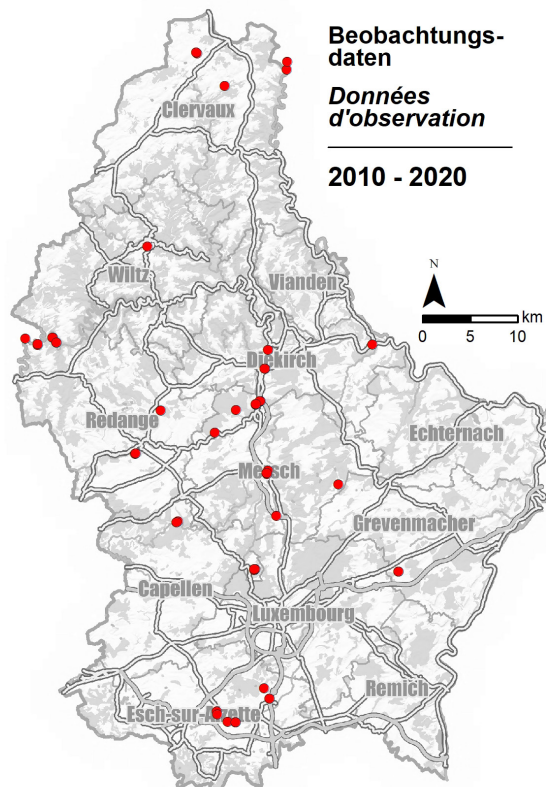 Beobachtungs-
daten
Données
d'observation
2010 - 2020
Clervaux
Wiltz
Vianden
N
0 5 10 km
Diekirch
Redange
Echternach
Mersch
Grevenmacher
Capellen
Luxembourg
Esch-sur-Alzette
Remich